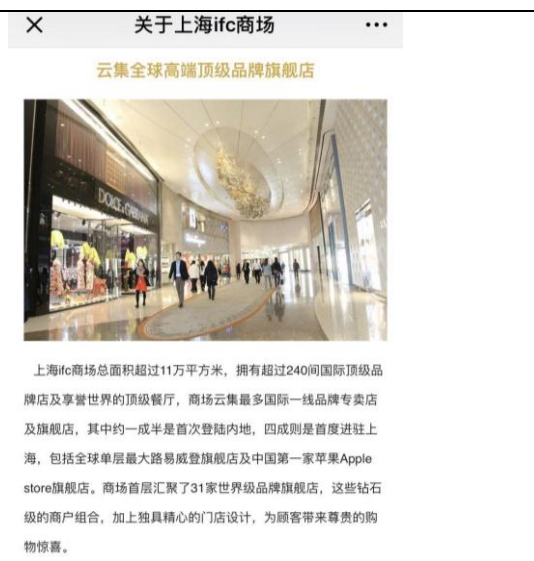 关于上海ifc商场
云集全球高端顶级品牌旗舰店
DOLCE & GABBANA
上海ifc商场总面积超过11万平方米，拥有超过240间国际顶级品
牌店及享誉世界的顶级餐厅，商场云集最多国际一线品牌专卖店
及旗舰店，其中约一成半是首次登陆内地，四成则是首度进驻上
海，包括全球单层最大路易威登旗舰店及中国第一家苹果Apple
store旗舰店。商场首层汇聚了31家世界级品牌旗舰店，这些钻石
级的商户组合，加上独具精心的门店设计，为顾客带来尊贵的购
物惊喜。